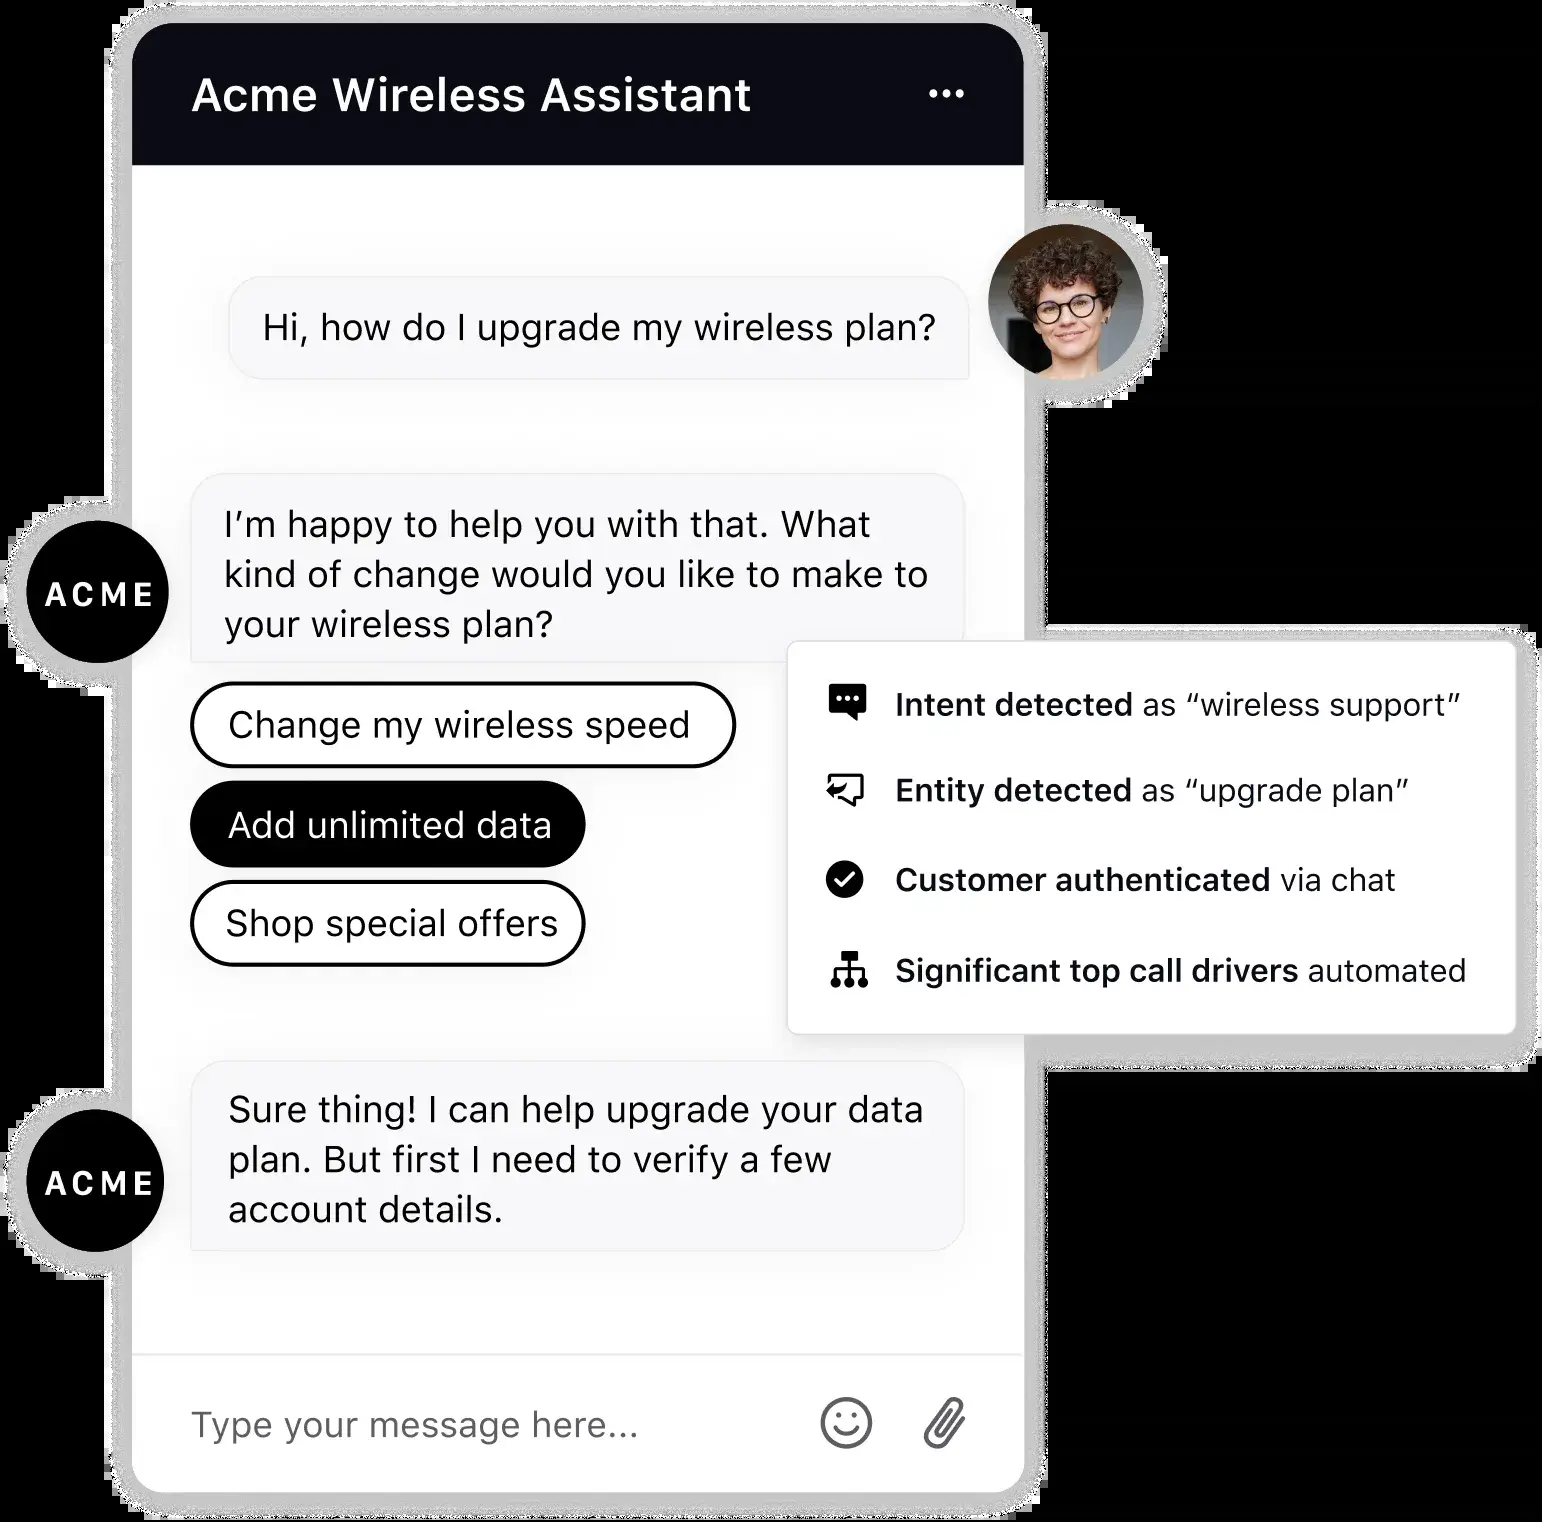 Acme Wireless Assistant
Hi, how do I upgrade my wireless plan?
I’m happy to help you with that. What
kind of change would you like to make to
your wireless plan?
ACME
Change my wireless speed
Add unlimited data
Shop special offers
Intent detected as “wireless support”
Entity detected as “upgrade plan”
Customer authenticated via chat
Significant top call drivers automated
Sure thing! I can help upgrade your data
plan. But first I need to verify a few
account details.
ACME
Type your message here...